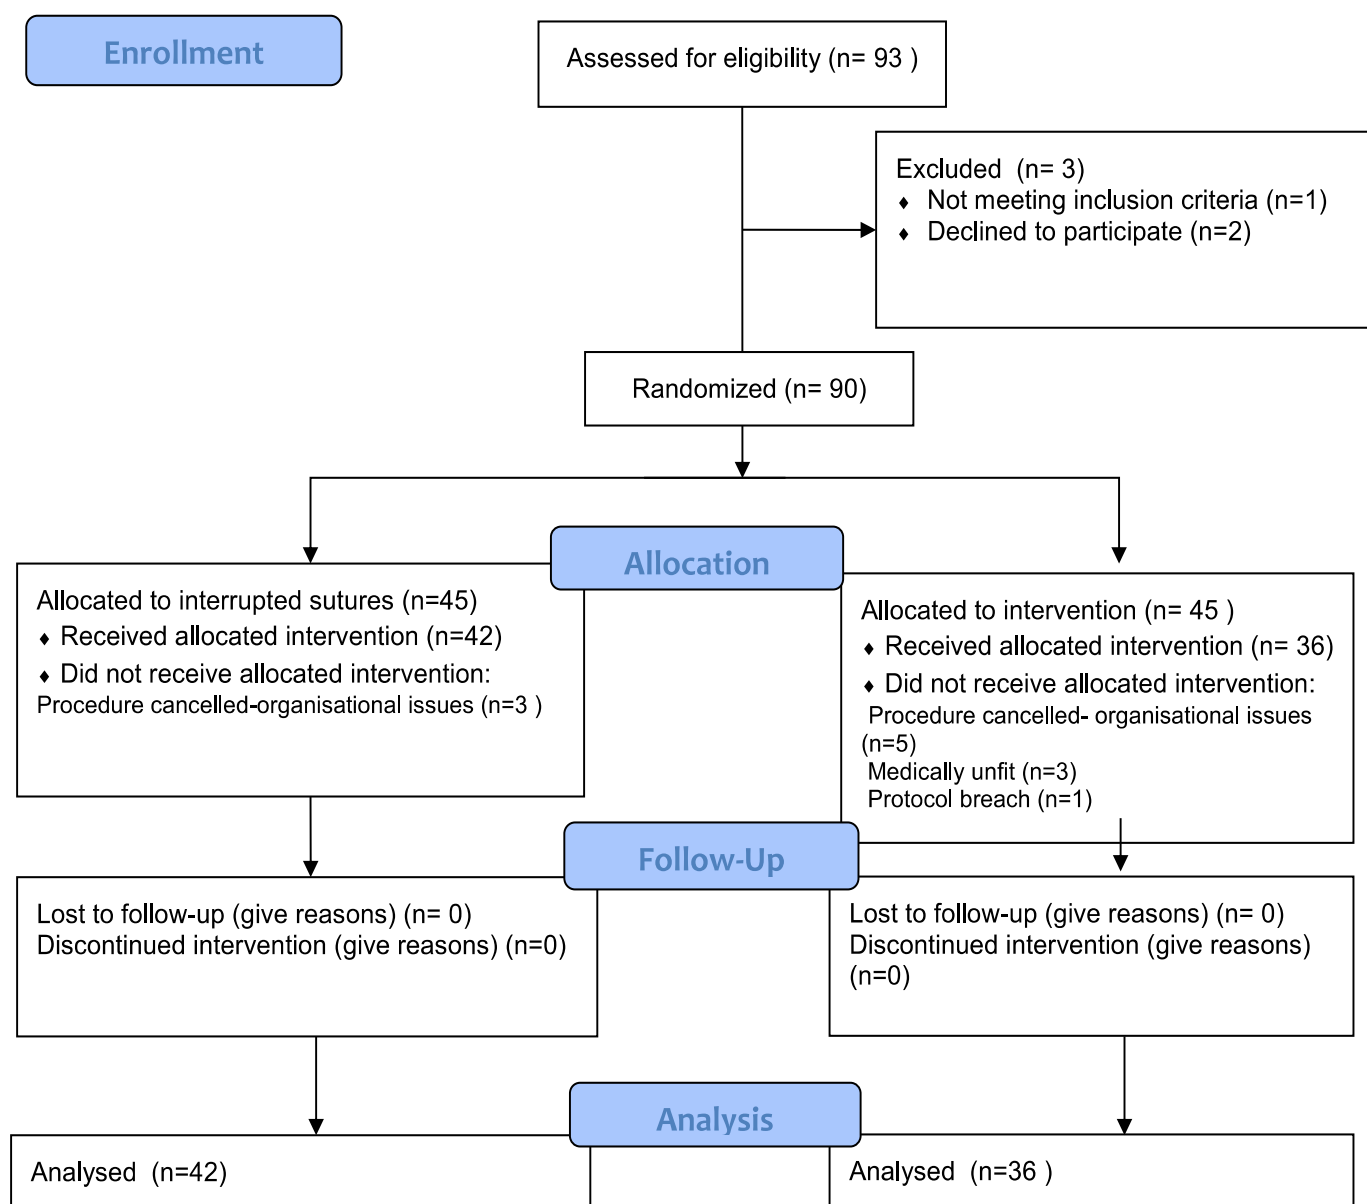 Enrollment
Assessed for eligibility (n= 93 )
Excluded (n= 3)
♦ Not meeting inclusion criteria (n=1)
♦ Declined to participate (n=2)
Randomized (n= 90)
Allocation
Allocated to interrupted sutures (n=45)
♦ Received allocated intervention (n=42)
♦ Did not receive allocated intervention:
Procedure cancelled-organisational issues (n=3 )
Allocated to intervention (n= 45 )
♦ Received allocated intervention (n= 36)
♦ Did not receive allocated intervention:
Procedure cancelled- organisational issues
(n=5)
Medically unfit (n=3)
Protocol breach (n=1)
Follow-Up
Lost to follow-up (give reasons) (n= 0)
Discontinued intervention (give reasons) (n=0)
Lost to follow-up (give reasons) (n= 0)
Discontinued intervention (give reasons)
(n=0)
Analysis
Analysed (n=42)
Analysed (n=36 )